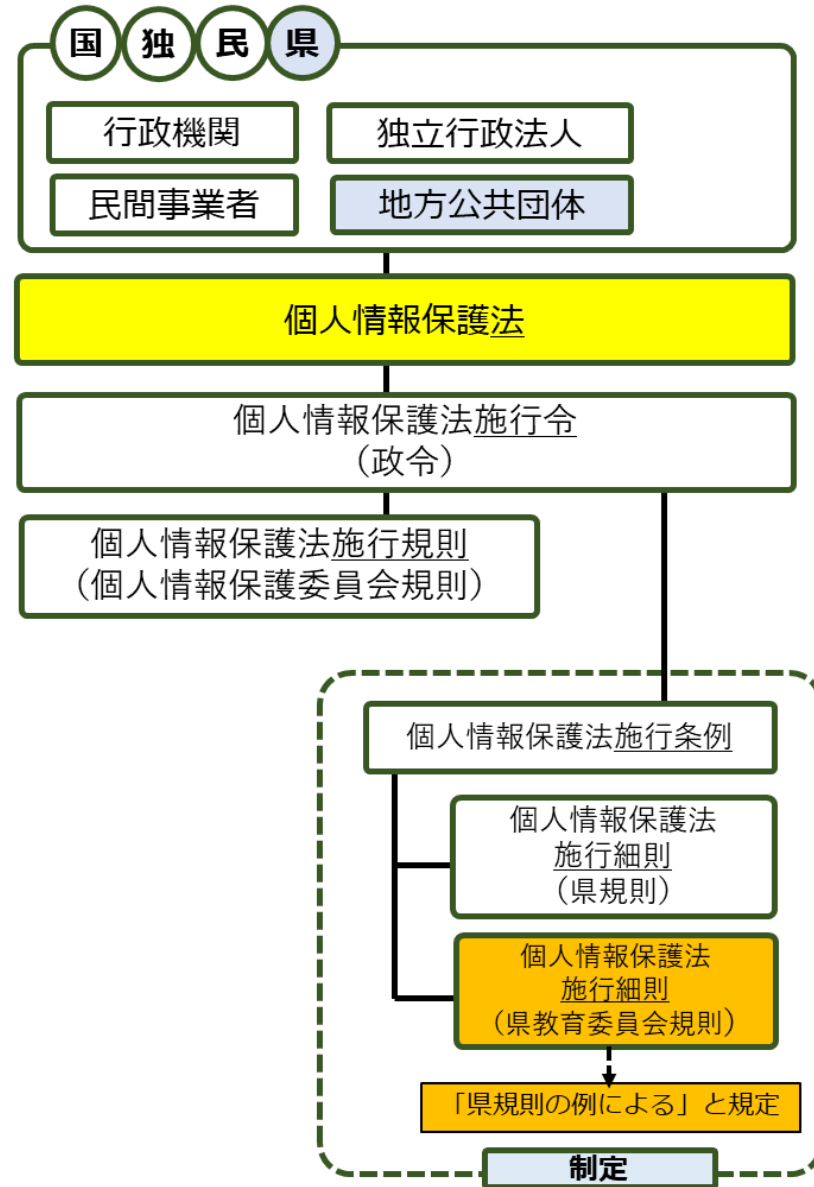 国 独 民 県
行政機関 独立行政法人
民間事業者 地方公共団体
個人情報保護法
個人情報保護法施行令
（政令）
個人情報保護法施行規則
（個人情報保護委員会規則）
個人情報保護法施行条例
個人情報保護法
施行細則
（県規則）
個人情報保護法
施行細則
（県教育委員会規則）
「県規則の例による」と規定
制定